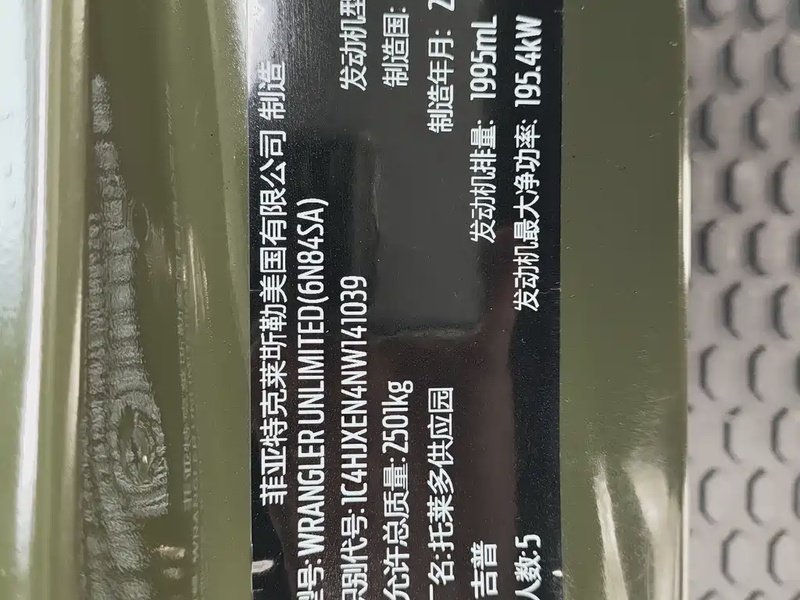 菲亚特克莱斯勒美国有限公司 制造
型号: WRANGLER UNLIMITED(6N84SA) 发动机型
识别代号: 1C4HJXEN4NW141039 制造国:
允许总质量: 2501kg 制造年月: 2
名: 托莱多供应园 发动机排量: 1995mL
吉普 发动机最大净功率: 195.4kW
人数:5